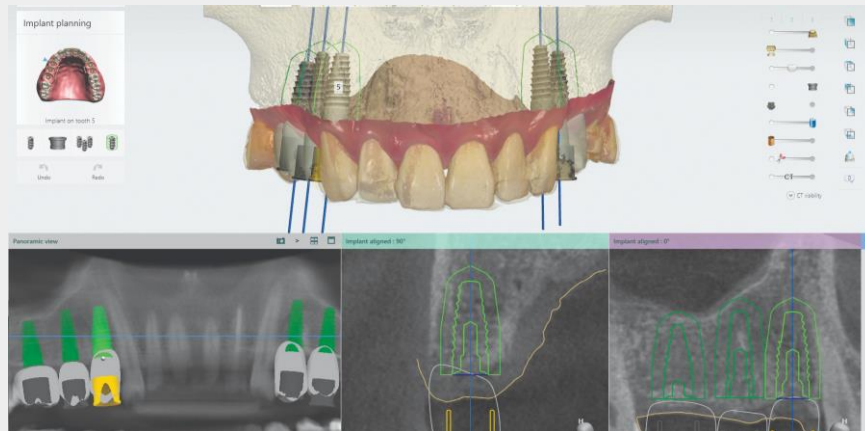 Implant planning
Implant on tooth 5
Undo
Redo
5
CT visibility
Panoramic view
Implant aligned : 90°
Implant aligned : 0°
H
H